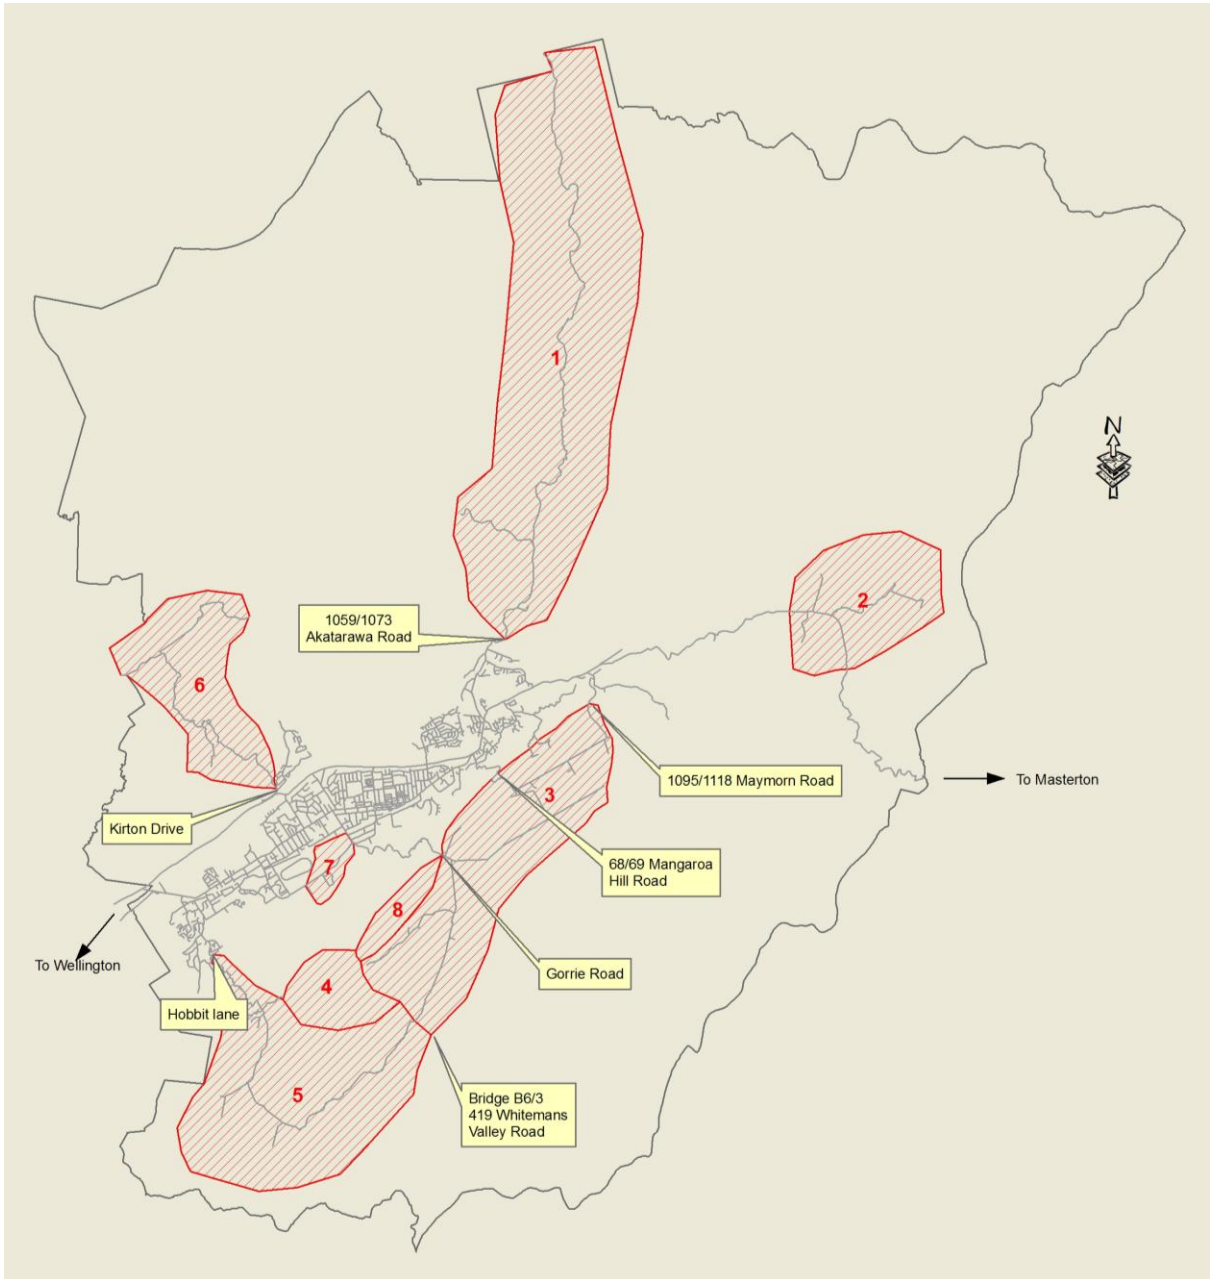 N
1
2
1059/1073
Akatarawa Road
6
1095/1118 Maymorn Road
To Masterton
3
Kirton Drive
68/69 Mangaroa
Hill Road
7
8
To Wellington
Gorrie Road
4
Hobbit lane
5
Bridge B6/3
419 Whitemans
Valley Road